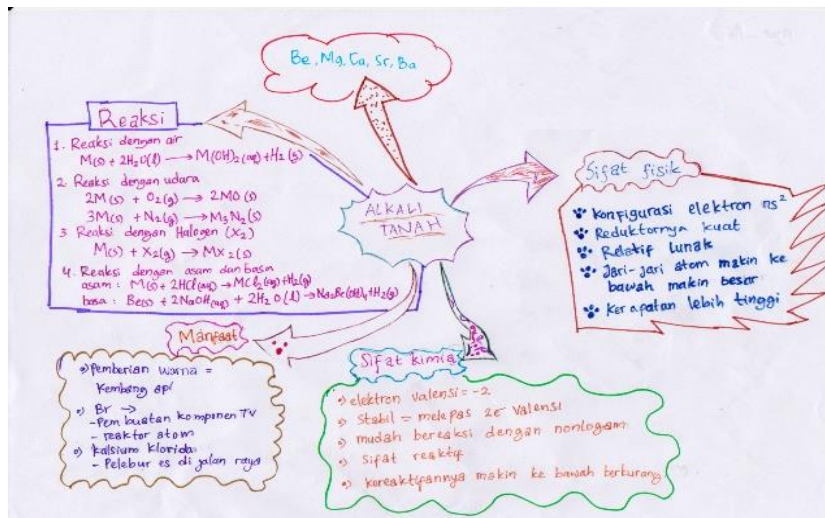 Be, Mg, Ca, Sr, Ba
Reaksi
1. Reaksi dengan air
M(s) + 2H₂O(l) → M(OH)₂(aq) + H₂(g)
2. Reaksi dengan udara
2M(s) + O₂(g) → 2MO(s)
3M(s) + N₂(g) → M₃N₂(s)
3 Reaksi dengan Halogen (X₂)
M(s) + X₂(g) → MX₂(s)
4. Reaksi dengan asam dan basa
asam : M(s) + 2HCl(aq) → MCl₂(aq) + H₂(g)
basa : Be(s) + 2NaOH(aq) + 2H₂O(l) → Na₂Be(OH)₄ + H₂(g)
ALKALI
TANAH
Sifat fisik
Konfigurasi elektron ns²
Reduktornya kuat
Relatif lunak
Jari-jari atom makin ke
bawah makin besar
Kerapatan lebih tinggi
Manfaat
Pemberian warna =
Kembang api
Br →
- Pembuatan komponen TV
- reaktor atom
Kalsium klorida
- Pelebur es di jalan raya
Sifat kimia
elektron valensi = -2
Stabil = melepas 2e⁻ valensi
mudah bereaksi dengan nonlogam
Sifat reaktif
kereaktifannya makin ke bawah berkurang